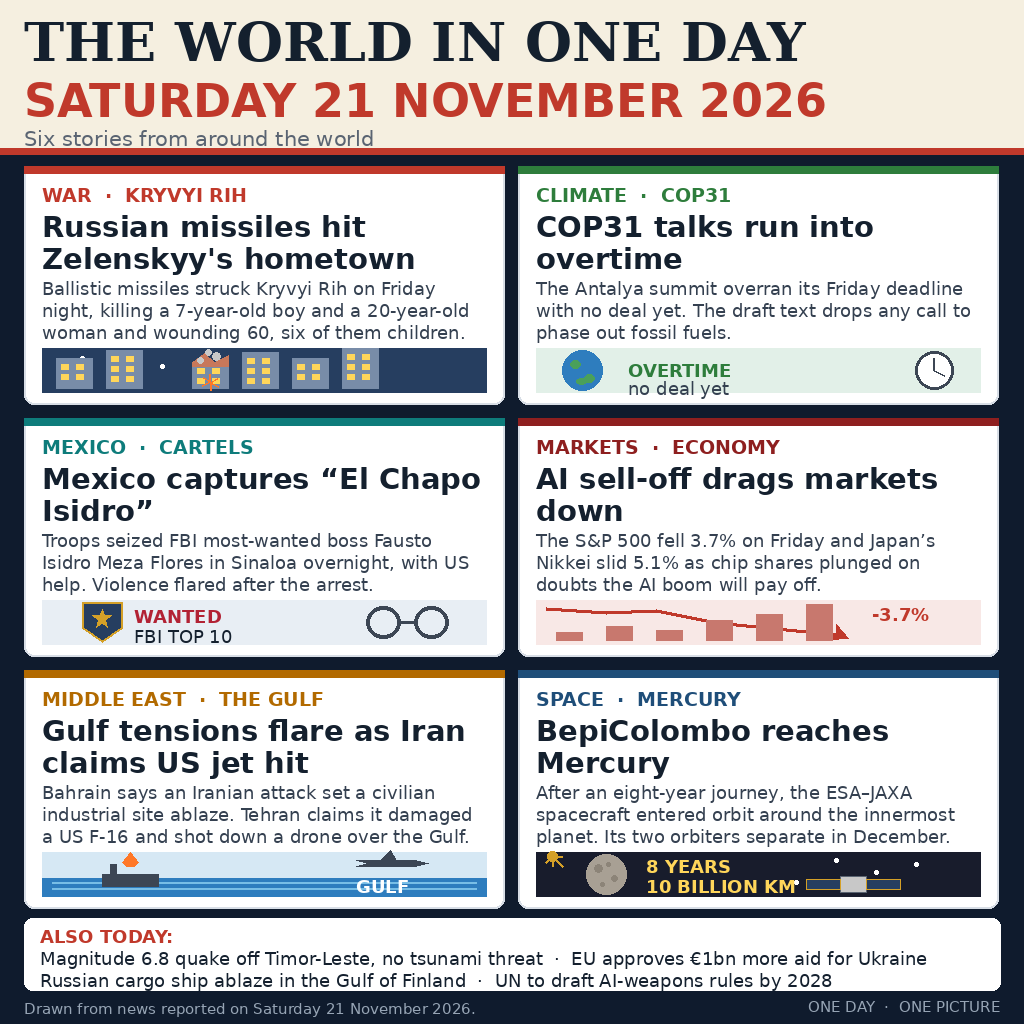 THE WORLD IN ONE DAY
SATURDAY 21 NOVEMBER 2026
Six stories from around the world
WAR · KRYVYI RIH
Russian missiles hit
Zelenskyy's hometown
Ballistic missiles struck Kryvyi Rih on Friday
night, killing a 7-year-old boy and a 20-year-old
woman and wounding 60, six of them children.
CLIMATE · COP31
COP31 talks run into
overtime
The Antalya summit overran its Friday deadline
with no deal yet. The draft text drops any call to
phase out fossil fuels.
OVERTIME
no deal yet
MEXICO · CARTELS
Mexico captures “El Chapo
Isidro”
Troops seized FBI most-wanted boss Fausto
Isidro Meza Flores in Sinaloa overnight, with US
help. Violence flared after the arrest.
WANTED
FBI TOP 10
MARKETS · ECONOMY
AI sell-off drags markets
down
The S&P 500 fell 3.7% on Friday and Japan’s
Nikkei slid 5.1% as chip shares plunged on
doubts the AI boom will pay off.
-3.7%
MIDDLE EAST · THE GULF
Gulf tensions flare as Iran
claims US jet hit
Bahrain says an Iranian attack set a civilian
industrial site ablaze. Tehran claims it damaged
a US F-16 and shot down a drone over the Gulf.
GULF
SPACE · MERCURY
BepiColombo reaches
Mercury
After an eight-year journey, the ESA–JAXA
spacecraft entered orbit around the innermost
planet. Its two orbiters separate in December.
8 YEARS
10 BILLION KM
ALSO TODAY:
Magnitude 6.8 quake off Timor-Leste, no tsunami threat · EU approves €1bn more aid for Ukraine
Russian cargo ship ablaze in the Gulf of Finland · UN to draft AI-weapons rules by 2028
Drawn from news reported on Saturday 21 November 2026.
ONE DAY · ONE PICTURE